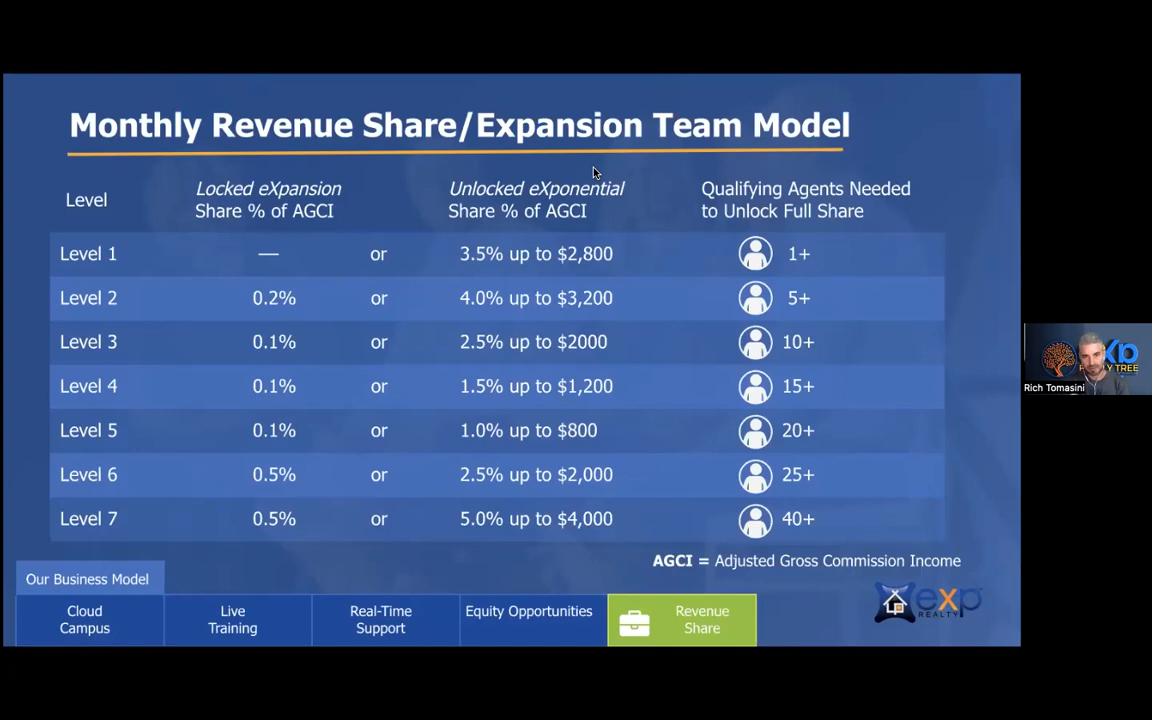 Monthly Revenue Share/Expansion Team Model
Level
Locked eXpansion
Share % of AGCI
Unlocked eXponential
Share % of AGCI
Qualifying Agents Needed
to Unlock Full Share
Level 1 — or 3.5% up to $2,800 1+
Level 2 0.2% or 4.0% up to $3,200 5+
Level 3 0.1% or 2.5% up to $2000 10+
Level 4 0.1% or 1.5% up to $1,200 15+
Level 5 0.1% or 1.0% up to $800 20+
Level 6 0.5% or 2.5% up to $2,000 25+
Level 7 0.5% or 5.0% up to $4,000 40+
AGCI = Adjusted Gross Commission Income
Our Business Model
Cloud
Campus
Live
Training
Real-Time
Support
Equity Opportunities
Revenue
Share
exp
REALTY
TREE
Rich Tomasini